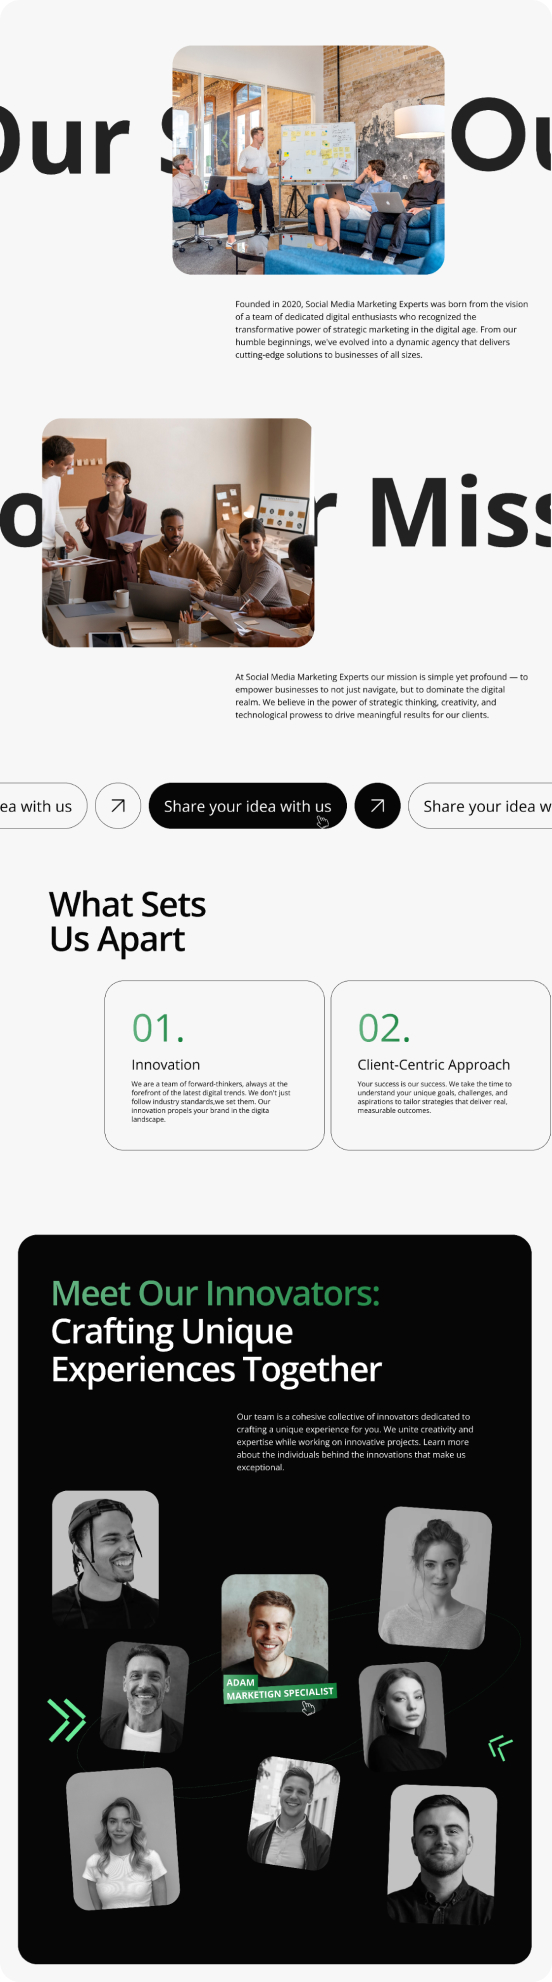 Our S
Ou
Founded in 2020, Social Media Marketing Experts was born from the vision
of a team of dedicated digital enthusiasts who recognized the
transformative power of strategic marketing in the digital age. From our
humble beginnings, we've evolved into a dynamic agency that delivers
cutting-edge solutions to businesses of all sizes.
o
r Miss
At Social Media Marketing Experts our mission is simple yet profound — to
empower businesses to not just navigate, but to dominate the digital
realm. We believe in the power of strategic thinking, creativity, and
technological prowess to drive meaningful results for our clients.
ea with us
Share your idea with us
Share your idea w
What Sets
Us Apart
01.
Innovation
We are a team of forward-thinkers, always at the
forefront of the latest digital trends. We don't just
follow industry standards,we set them. Our
innovation propels your brand in the digita
landscape.
02.
Client-Centric Approach
Your success is our success. We take the time to
understand your unique goals, challenges, and
aspirations to tailor strategies that deliver real,
measurable outcomes.
Meet Our Innovators:
Crafting Unique
Experiences Together
Our team is a cohesive collective of innovators dedicated to
crafting a unique experience for you. We unite creativity and
expertise while working on innovative projects. Learn more
about the individuals behind the innovations that make us
exceptional.
ADAM
MARKETIGN SPECIALIST